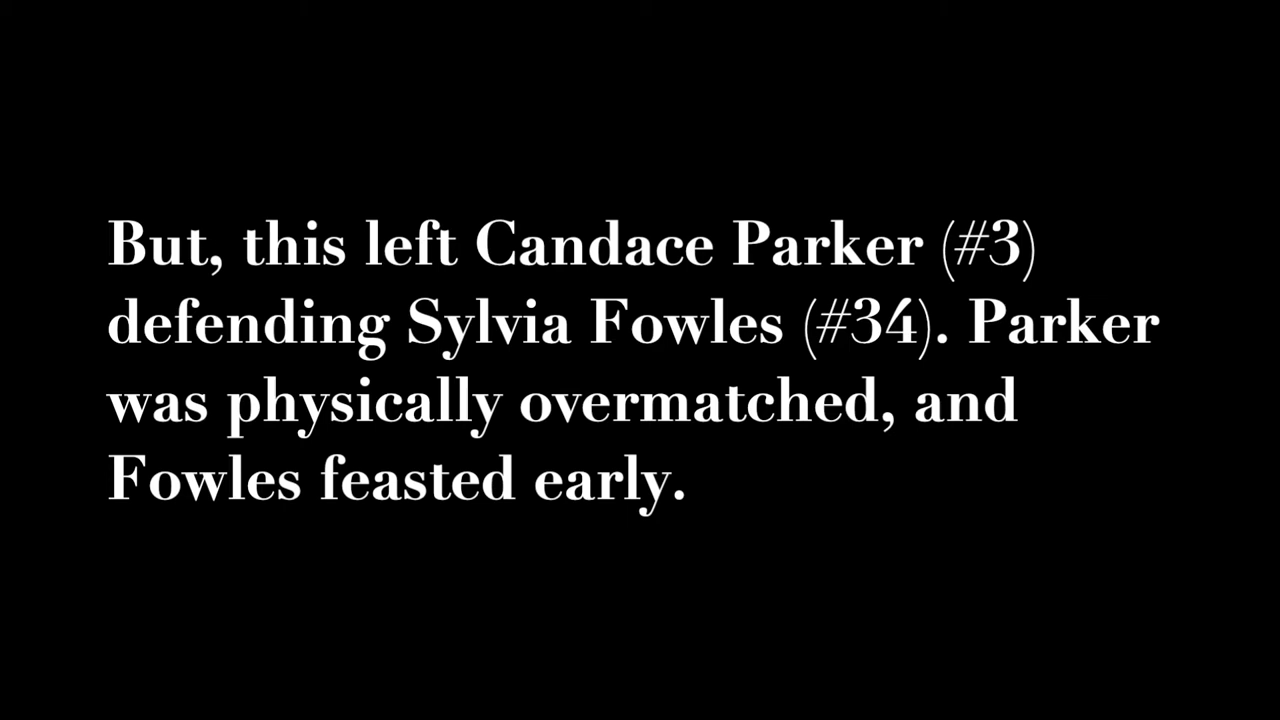 But, this left Candace Parker (#3)
defending Sylvia Fowles (#34). Parker
was physically overmatched, and
Fowles feasted early.